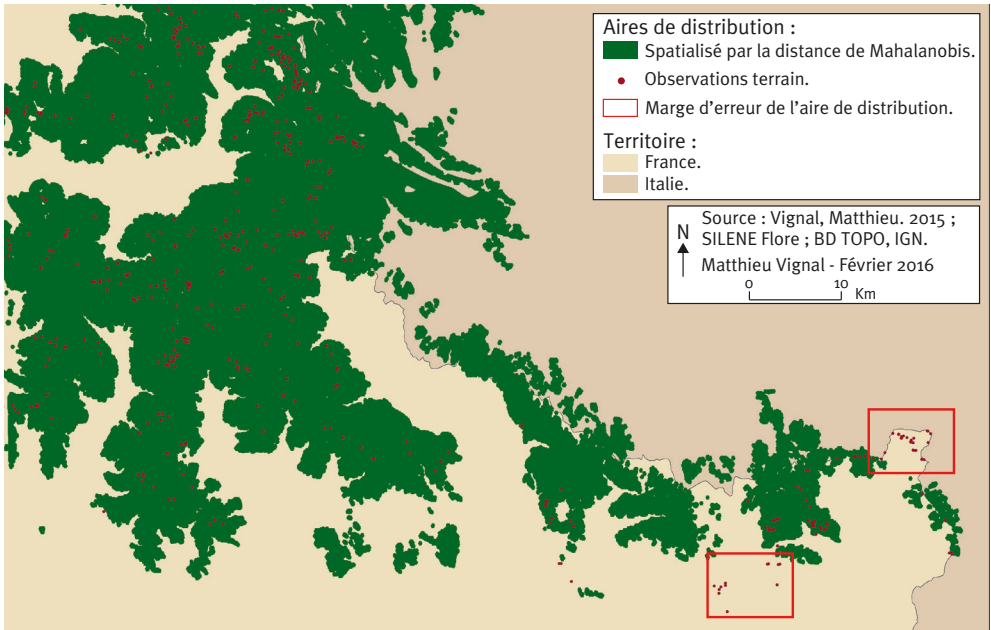 Aires de distribution :
Spatialisé par la distance de Mahalanobis.
Observations terrain.
Marge d'erreur de l'aire de distribution.
Territoire :
France.
Italie.
Source : Vignal, Matthieu. 2015 ;
SILENE Flore ; BD TOPO, IGN.
N
Matthieu Vignal - Février 2016
0 10
Km